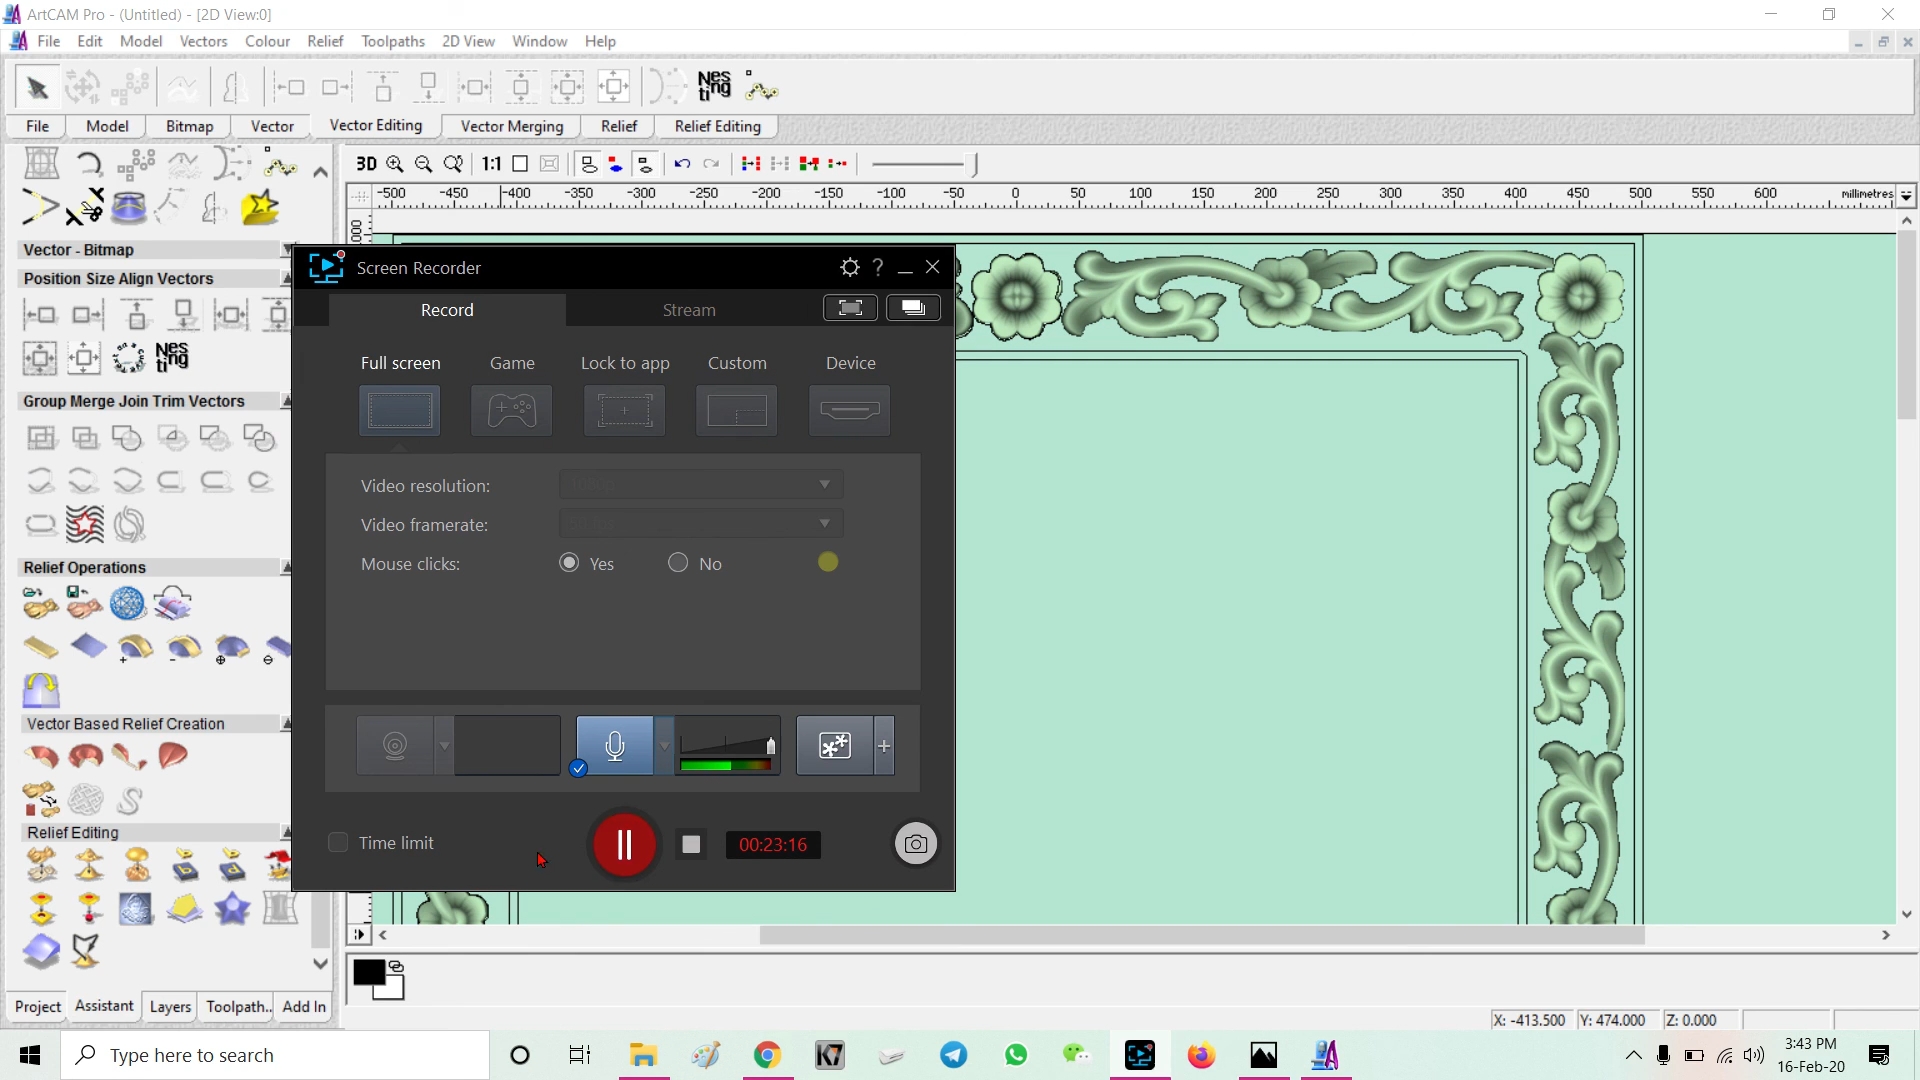 ArtCAM Pro - (Untitled) - [2D View:0]
File Edit Model Vectors Colour Relief Toolpaths 2D View Window Help
Nes
ting
File Model Bitmap Vector Vector Editing Vector Merging Relief Relief Editing
3D 1:1
-500 -450 -400 -350 -300 -250 -200 -150 -100 -50 0 50 100 150 200 250 300 350 400 450 500 550 600 millimetres
Vector - Bitmap
Position Size Align Vectors
Nes
ting
Group Merge Join Trim Vectors
Relief Operations
Vector Based Relief Creation
Relief Editing
Project Assistant Layers Toolpath.. Add In
Screen Recorder
?
Record Stream
Full screen Game Lock to app Custom Device
Video resolution:
Video framerate:
Mouse clicks: Yes No
Time limit 00:23:16
X: -413.500 Y: 474.000 Z: 0.000
Type here to search
K7
3:43 PM
16-Feb-20